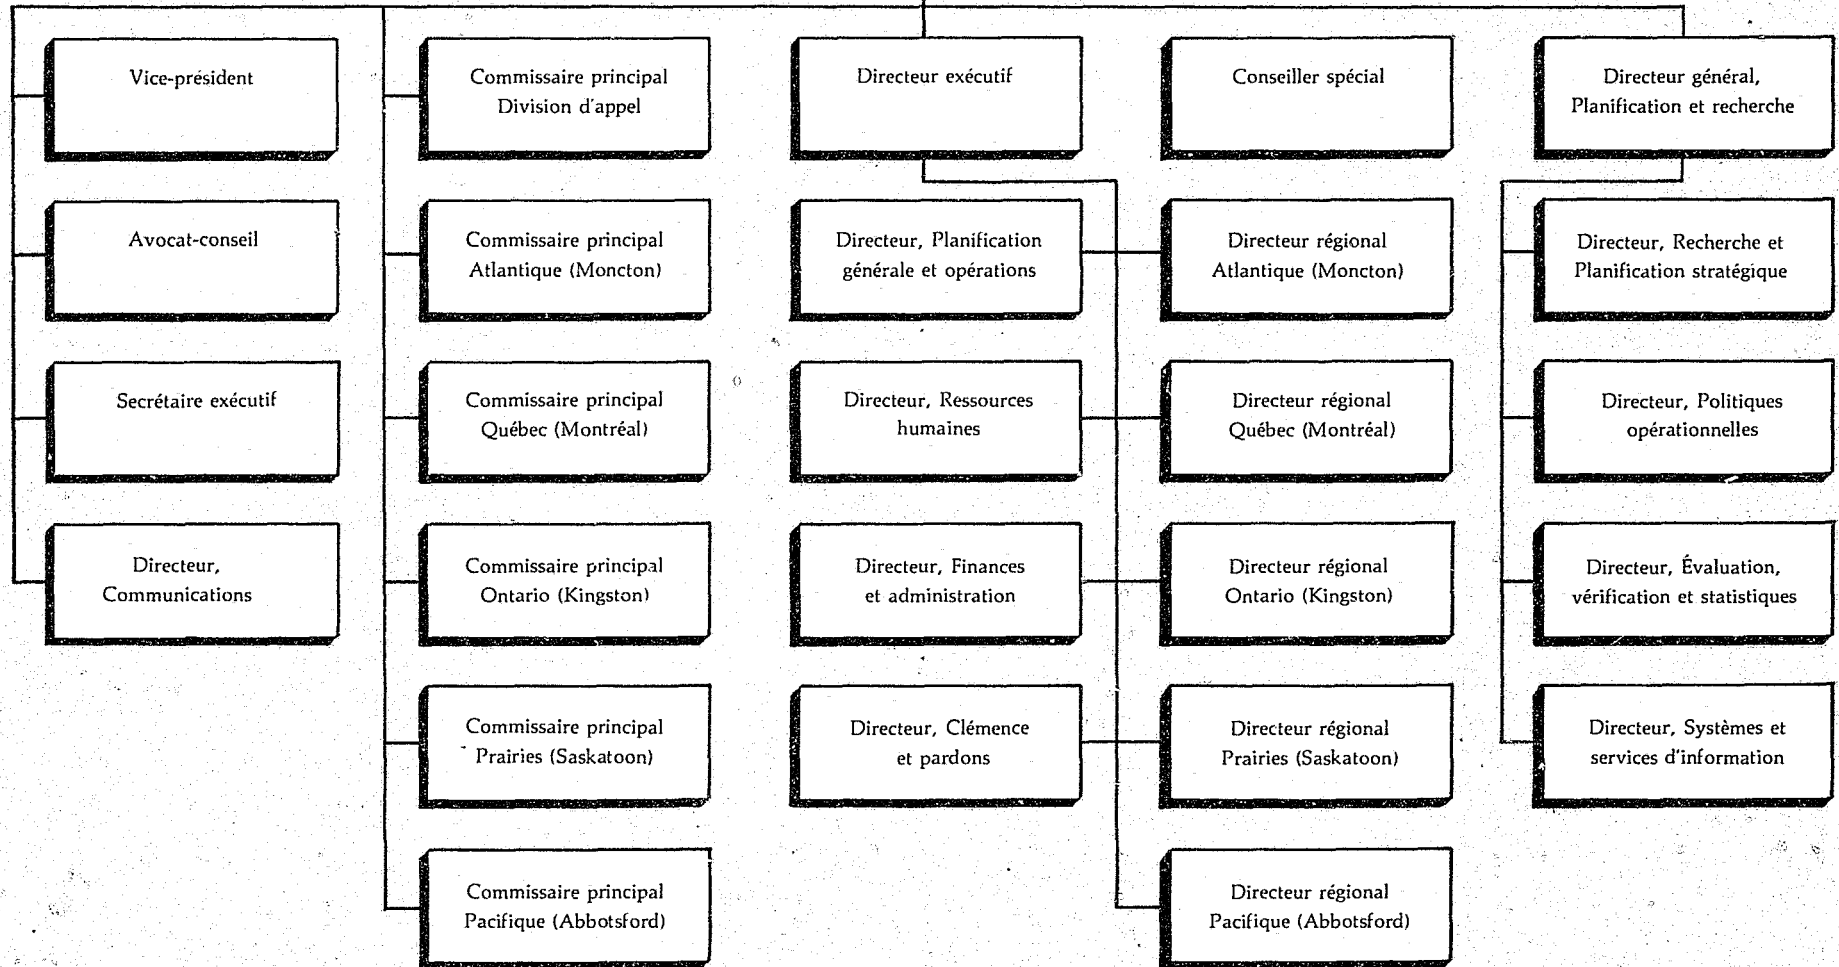 Vice-président
Avocat-conseil
Secrétaire exécutif
Directeur,
Communications
Commissaire principal
Division d'appel
Commissaire principal
Atlantique (Moncton)
Commissaire principal
Québec (Montréal)
Commissaire principal
Ontario (Kingston)
Commissaire principal
Prairies (Saskatoon)
Commissaire principal
Pacifique (Abbotsford)
Directeur exécutif
Directeur, Planification
générale et opérations
Directeur, Ressources
humaines
Directeur, Finances
et administration
Directeur, Clémence
et pardons
Conseiller spécial
Directeur régional
Atlantique (Moncton)
Directeur régional
Québec (Montréal)
Directeur régional
Ontario (Kingston)
Directeur régional
Prairies (Saskatoon)
Directeur régional
Pacifique (Abbotsford)
Directeur général,
Planification et recherche
Directeur, Recherche et
Planification stratégique
Directeur, Politiques
opérationnelles
Directeur, Évaluation,
vérification et statistiques
Directeur, Systèmes et
services d'information